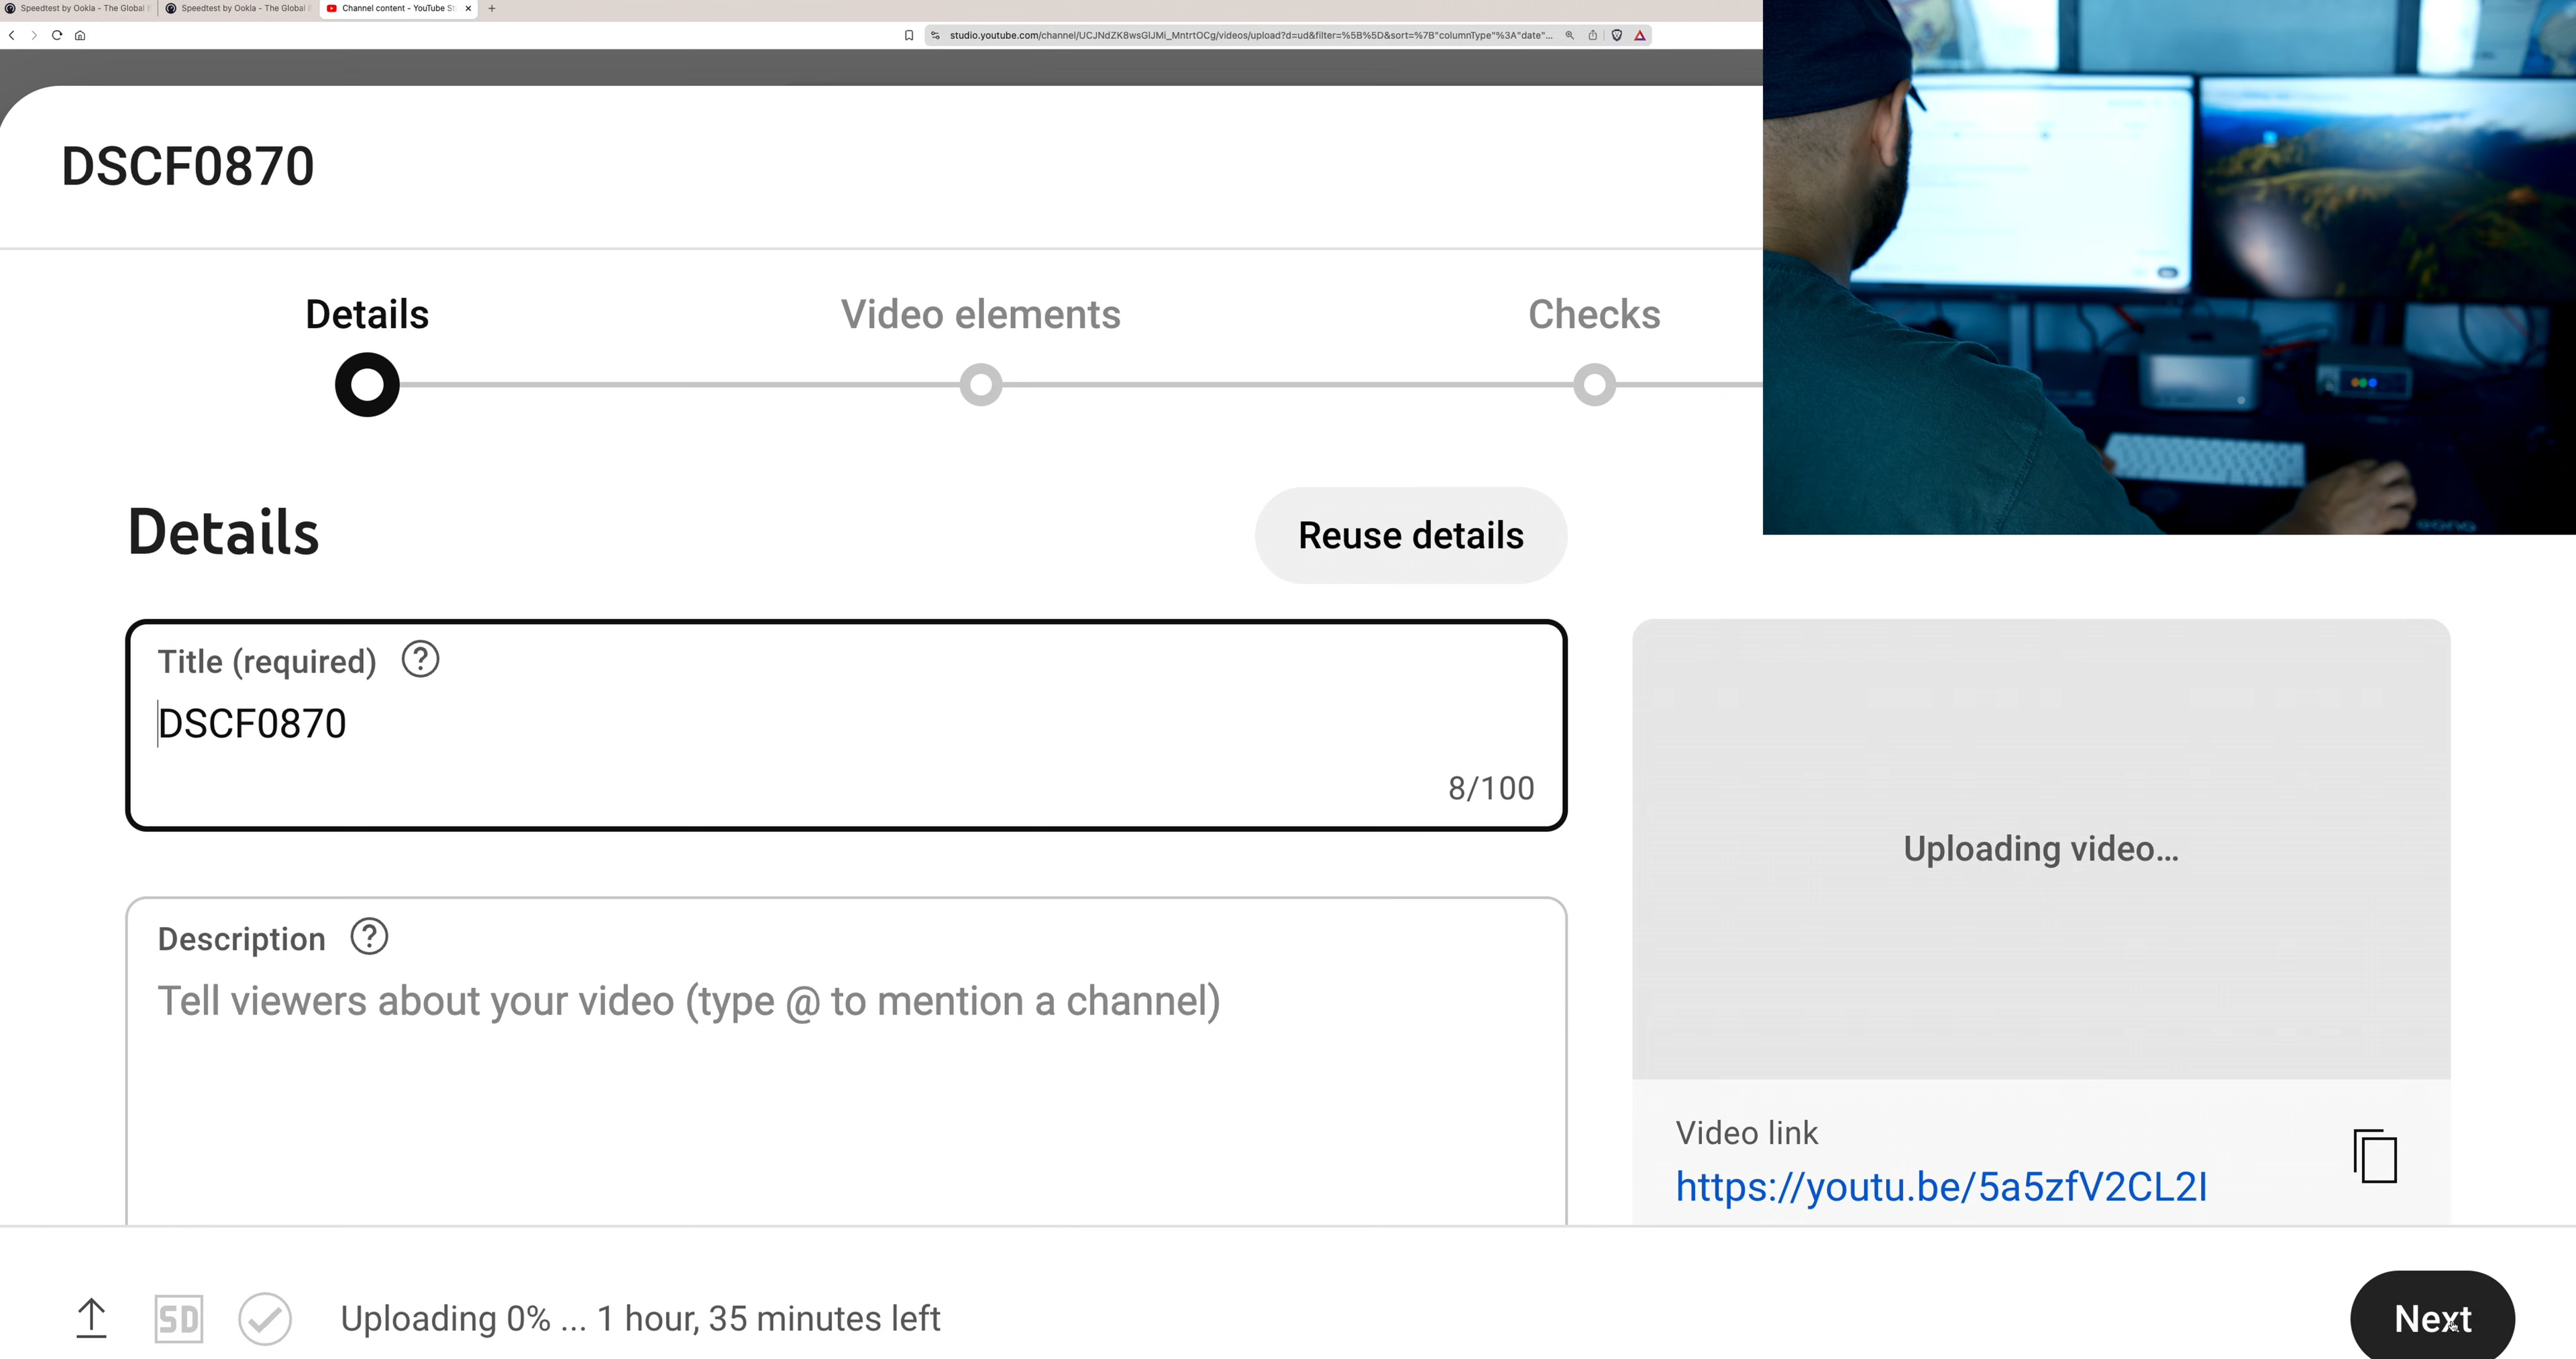 Speedtest by Ookla - The Global
Speedtest by Ookla - The Global
Channel content - YouTube St
studio.youtube.com/channel/UCJNdZK8wsGlJMi_MntrtOCg/videos/upload?d=ud&filter=%5B%5D&sort=%7B"columnType"%3A"date"...
DSCF0870
Details
Video elements
Checks
Details
Reuse details
Title (required)
DSCF0870
8/100
Uploading video...
Description
Tell viewers about your video (type @ to mention a channel)
Video link
https://youtu.be/5a5zfV2CL2I
SD
Uploading 0% ... 1 hour, 35 minutes left
Next